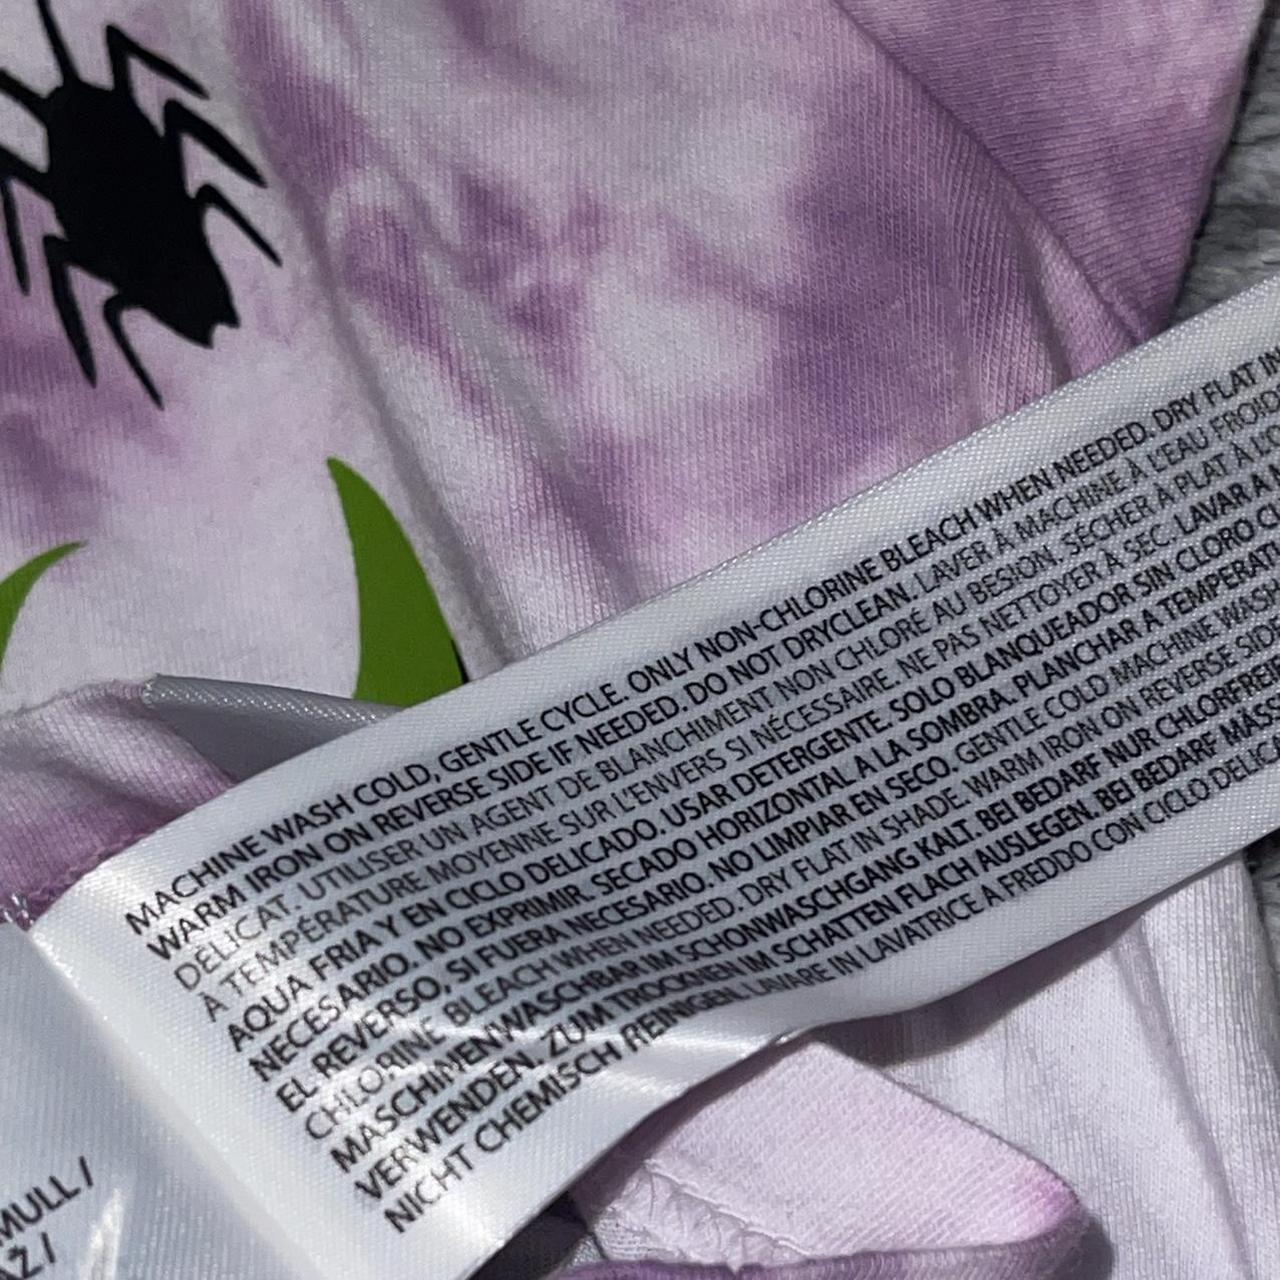 MACHINE WASH COLD, GENTLE CYCLE. ONLY NON-CHLORINE BLEACH WHEN NEEDED. DRY FLAT IN
WARM IRON ON REVERSE SIDE IF NEEDED. DO NOT DRYCLEAN. LAVER À MACHINE À L'EAU FROIDE
DÉLICAT. UTILISER UN AGENT DE BLANCHIMENT NON CHLORÉ AU BESION. SÉCHER À PLAT À L'O
À TEMPÉRATURE MOYENNE SUR L'ENVERS SI NÉCESSAIRE. NE PAS NETTOYER À SEC. LAVAR A M
AQUA FRIA Y EN CICLO DELICADO. USAR DETERGENTE. SOLO BLANQUEADOR SIN CLORO
NECESARIO. NO EXPRIMIR. SECADO HORIZONTAL A LA SOMBRA. PLANCHAR A TEMPERAT
EL REVERSO, SI FUERA NECESARIO. NO LIMPIAR EN SECO. GENTLE COLD MACHINE WASH
CHLORINE BLEACH WHEN NEEDED. DRY FLAT IN SHADE. WARM IRON ON REVERSE SIDE
MASCHIMENWASCHBAR IM SCHONWASCHGANG KALT. BEI BEDARF NUR CHLORFREI
VERWENDEN. ZUM TROCKNEN IM SCHATTEN FLACH AUSLEGEN. BEI BEDARF MÄSS
NICHT CHEMISCH REINIGEN. LAVARE IN LAVATRICE A FREDDO CON CICLO DELICA
MULL /
AŽ /